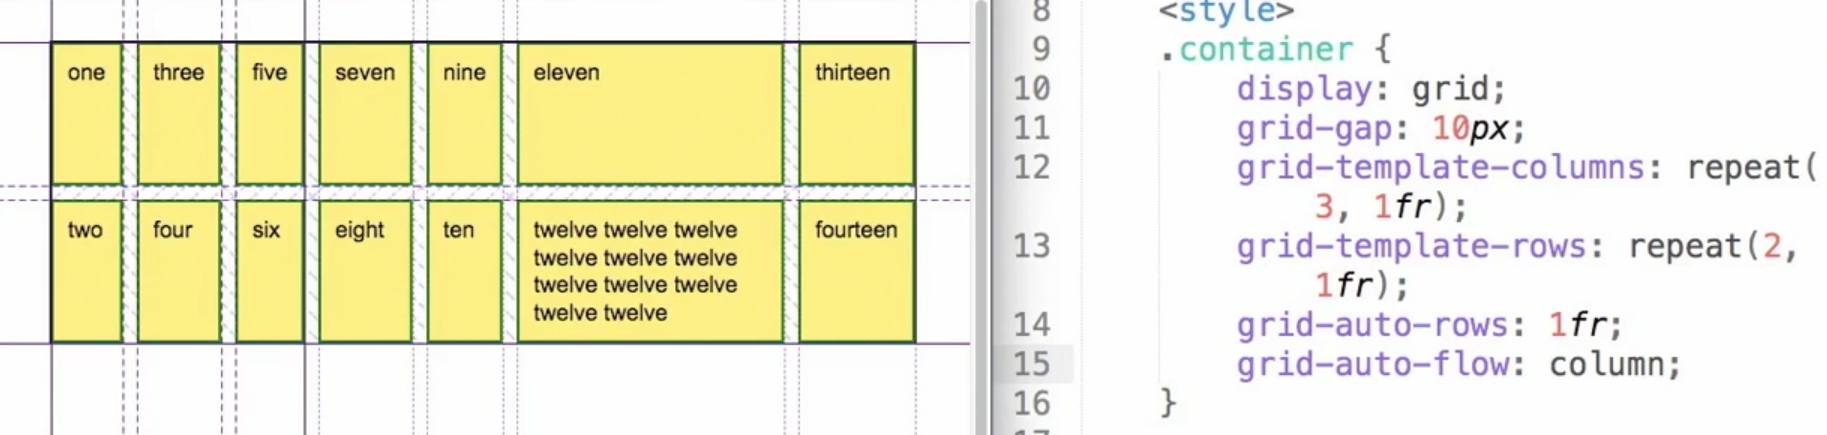 one three five seven nine eleven thirteen
two four six eight ten twelve twelve twelve fourteen
twelve twelve twelve
twelve twelve twelve
twelve twelve
8 <style>
9 .container {
10 display: grid;
11 grid-gap: 10px;
12 grid-template-columns: repeat(
3, 1fr);
13 grid-template-rows: repeat(2,
1fr);
14 grid-auto-rows: 1fr;
15 grid-auto-flow: column;
16 }